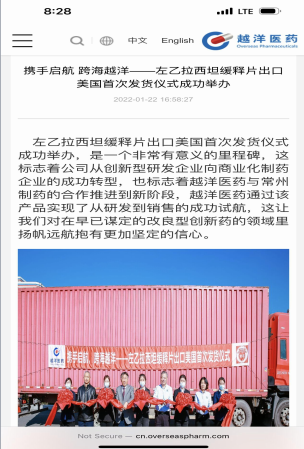 8:28
LTE
中文 English 越洋医药
Overseas Pharmaceuticals
携手启航 跨海越洋——左乙拉西坦缓释片出口
美国首次发货仪式成功举办
2022-01-22 16:58:27
左乙拉西坦缓释片出口美国首次发货仪式
成功举办，是一个非常有意义的里程碑，这
标志着公司从创新型研发企业向商业化制药
企业的成功转型，也标志着越洋医药与常州
制药的合作推进到新阶段，越洋医药通过该
产品实现了从研发到销售的成功试航，这让
我们对在早已谋定的改良型创新药的领域里
扬帆远航抱有更加坚定的信心。
越洋医药
携手启航，跨海越洋——左乙拉西坦缓释片出口美国首次发货仪式
Not Secure — cn.overseaspharm.com